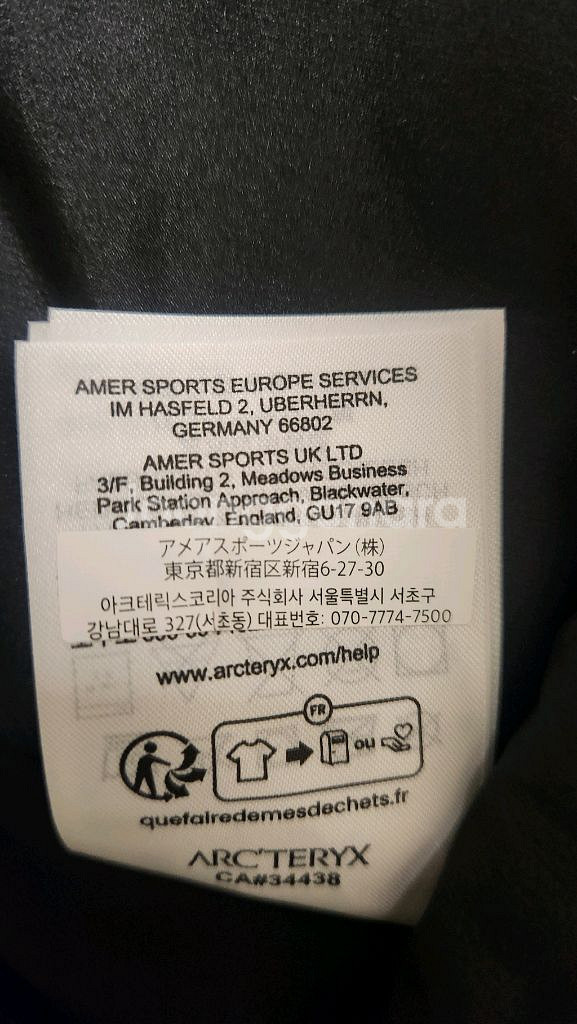 AMER SPORTS EUROPE SERVICES
IM HASFELD 2, UBERHERRN,
GERMANY 66802
AMER SPORTS UK LTD
3/F, Building 2, Meadows Business
Park Station Approach, Blackwater,
Camberley, England, GU17 9AB
アメアスポーツジャパン(株)
東京都新宿区新宿6-27-30
아크테릭스코리아 주식회사 서울특별시 서초구
강남대로 327(서초동) 대표번호: 070-7774-7500
www.arcteryx.com/help
FR
ou
quefairedemesdechets.fr
ARC'TERYX
CA#34438